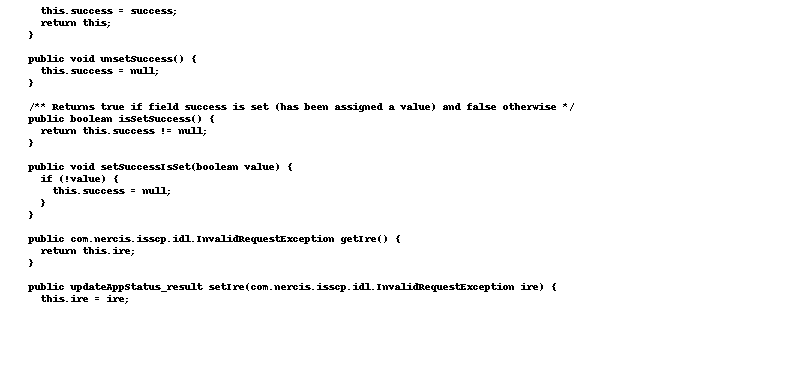 this.success = success;
return this;
}
public void unsetSuccess() {
this.success = null;
}
/** Returns true if field success is set (has been assigned a value) and false otherwise */
public boolean isSetSuccess() {
return this.success != null;
}
public void setSuccessIsSet(boolean value) {
if (!value) {
this.success = null;
}
}
public com.nercis.isscp.idl.InvalidRequestException getIre() {
return this.ire;
}
public updateAppStatus_result setIre(com.nercis.isscp.idl.InvalidRequestException ire) {
this.ire = ire;